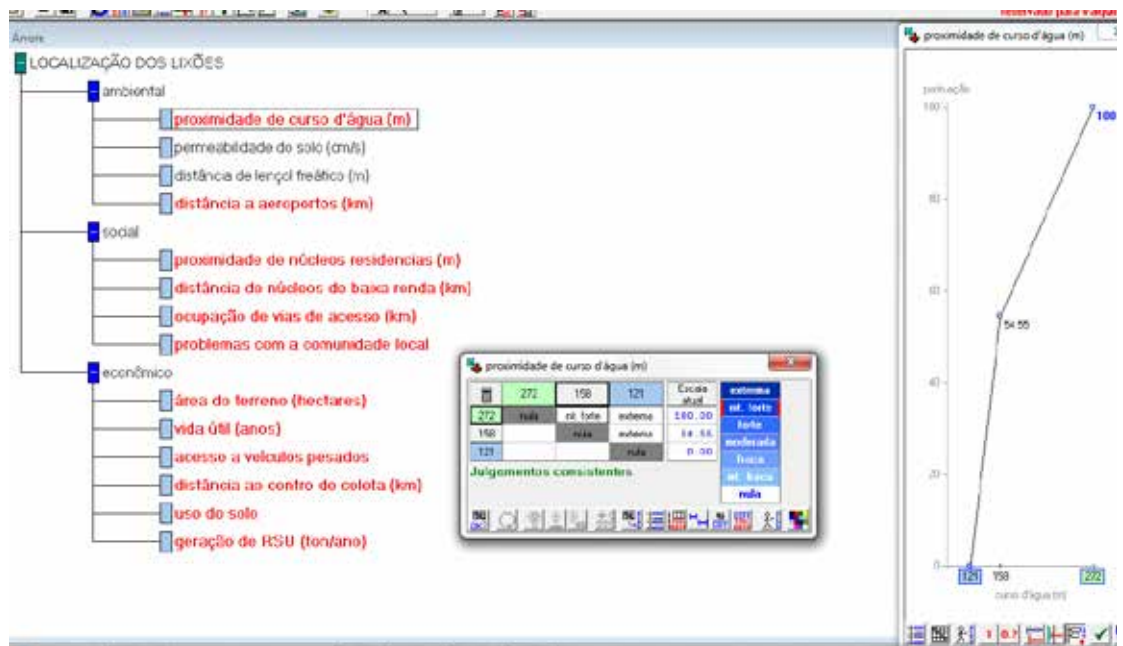 reservado para
Árvore
LOCALIZAÇÃO DOS LIXÕES
ambiental
proximidade de curso d'água (m)
permeabilidade do solo (cm/s)
distância de lençol freático (m)
distância a aeroportos (km)
social
proximidade de núcleos residencias (m)
distância de núcleos de baixa renda (km)
ocupação de vias de acesso (km)
problemas com a comunidade local
econômico
área do terreno (hectares)
vida útil (anos)
acesso a veículos pesados
distância ao centro de coleta (km)
uso do solo
geração de RSU (ton/ano)
proximidade de curso d'água (m)
272 158 121 Escala atual extrema
272 nula mt. forte extrema 100.00 mt. forte
158 nula extrema 54.55 forte
121 nula 0.00 moderada
fraca
mt. fraca
nula
Julgamentos consistentes
proximidade de curso d'água (m)
pontuação
100
100
80
60
54.55
40
20
0
121 158 272
curso d'água (m)